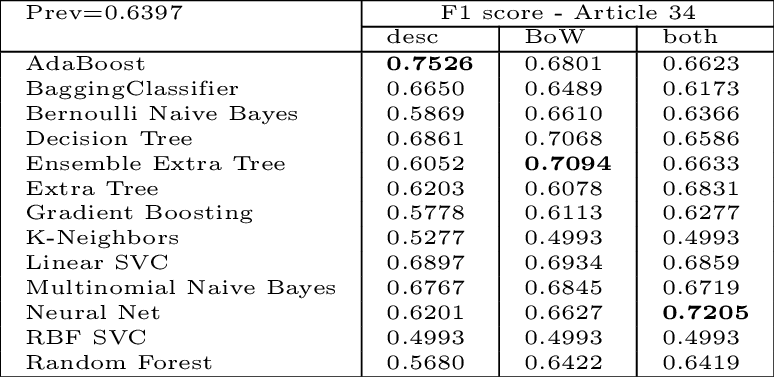 Prev=0.6397 F1 score - Article 34
desc BoW both
AdaBoost 0.7526 0.6801 0.6623
BaggingClassifier 0.6650 0.6489 0.6173
Bernoulli Naive Bayes 0.5869 0.6610 0.6366
Decision Tree 0.6861 0.7068 0.6586
Ensemble Extra Tree 0.6052 0.7094 0.6633
Extra Tree 0.6203 0.6078 0.6831
Gradient Boosting 0.5778 0.6113 0.6277
K-Neighbors 0.5277 0.4993 0.4993
Linear SVC 0.6897 0.6934 0.6859
Multinomial Naive Bayes 0.6767 0.6845 0.6719
Neural Net 0.6201 0.6627 0.7205
RBF SVC 0.4993 0.4993 0.4993
Random Forest 0.5680 0.6422 0.6419